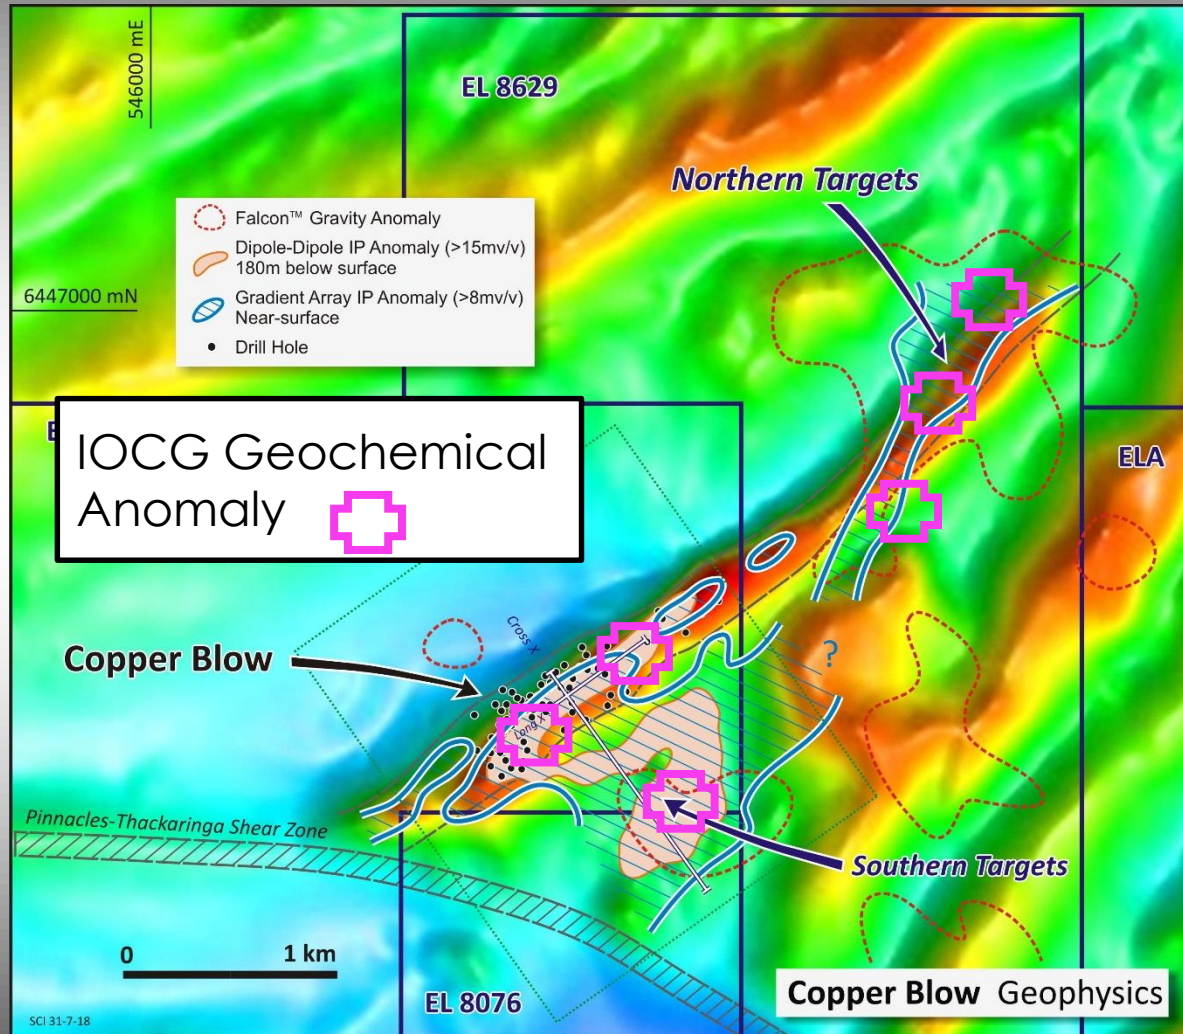 546000 mE
EL 8629
Northern Targets
Falcon™ Gravity Anomaly
Dipole-Dipole IP Anomaly (>15mv/v)
180m below surface
Gradient Array IP Anomaly (>8mv/v)
Near-surface
Drill Hole
6447000 mN
IOCG Geochemical
Anomaly
E
ELA
Cross X
Copper Blow
?
Long X
Pinnacles-Thackaringa Shear Zone
Southern Targets
0 1 km
EL 8076
Copper Blow Geophysics
SCI 31-7-18